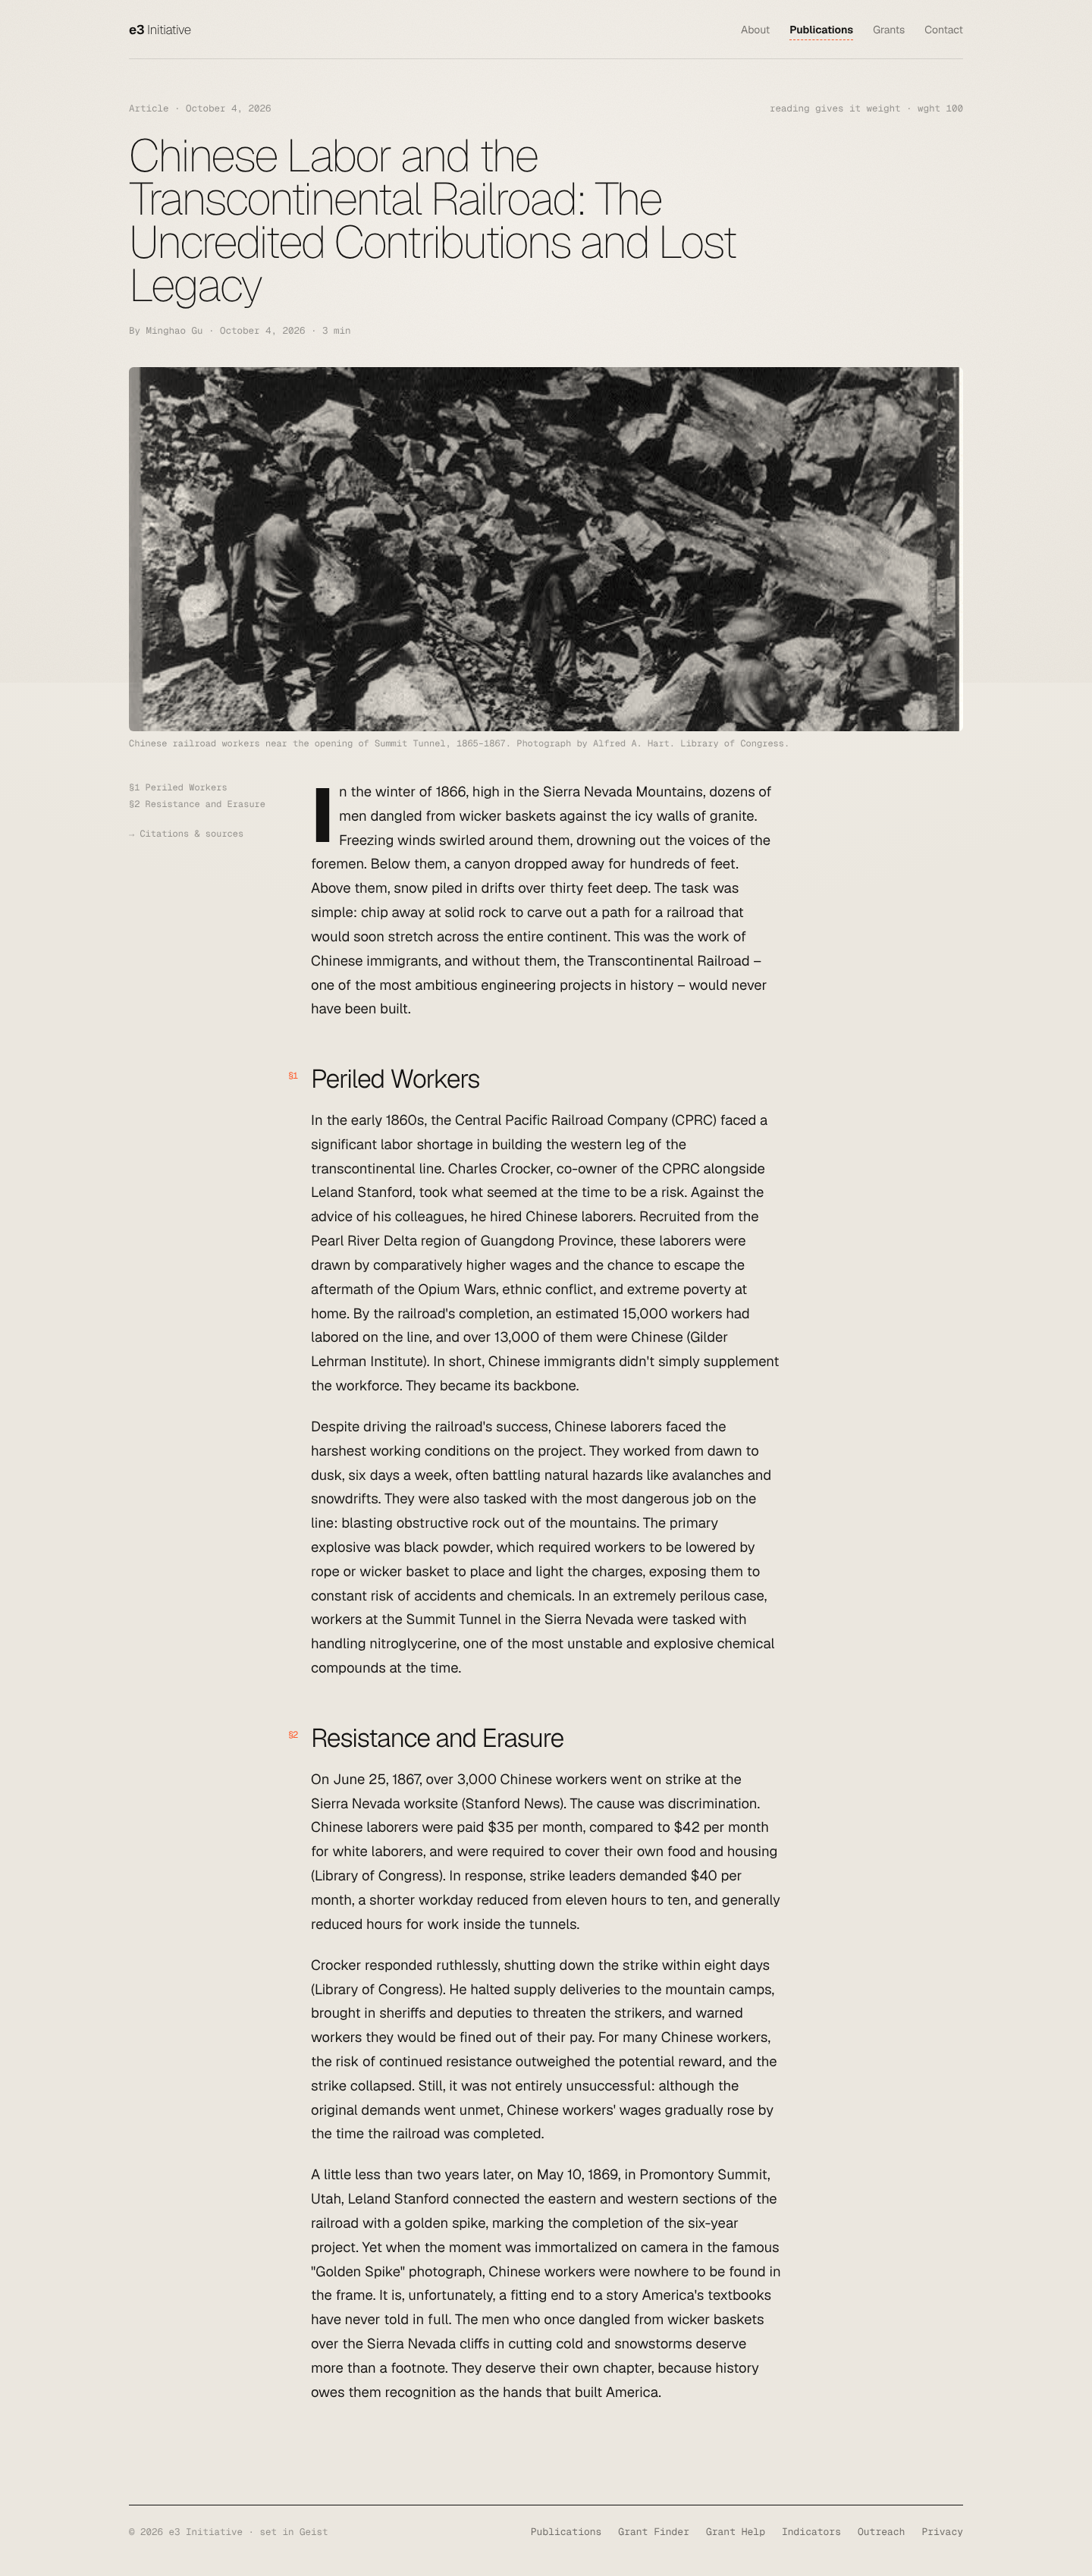 e3 Initiative
About Publications Grants Contact
Article · October 4, 2026
reading gives it weight · wght 100
Chinese Labor and the
Transcontinental Railroad: The
Uncredited Contributions and Lost
Legacy
By Minghao Gu · October 4, 2026 · 3 min
Chinese railroad workers near the opening of Summit Tunnel, 1865–1867. Photograph by Alfred A. Hart. Library of Congress.
§1 Periled Workers
§2 Resistance and Erasure
→ Citations & sources
In the winter of 1866, high in the Sierra Nevada Mountains, dozens of
men dangled from wicker baskets against the icy walls of granite.
Freezing winds swirled around them, drowning out the voices of the
foremen. Below them, a canyon dropped away for hundreds of feet.
Above them, snow piled in drifts over thirty feet deep. The task was
simple: chip away at solid rock to carve out a path for a railroad that
would soon stretch across the entire continent. This was the work of
Chinese immigrants, and without them, the Transcontinental Railroad –
one of the most ambitious engineering projects in history – would never
have been built.
§1 Periled Workers
In the early 1860s, the Central Pacific Railroad Company (CPRC) faced a
significant labor shortage in building the western leg of the
transcontinental line. Charles Crocker, co-owner of the CPRC alongside
Leland Stanford, took what seemed at the time to be a risk. Against the
advice of his colleagues, he hired Chinese laborers. Recruited from the
Pearl River Delta region of Guangdong Province, these laborers were
drawn by comparatively higher wages and the chance to escape the
aftermath of the Opium Wars, ethnic conflict, and extreme poverty at
home. By the railroad's completion, an estimated 15,000 workers had
labored on the line, and over 13,000 of them were Chinese (Gilder
Lehrman Institute). In short, Chinese immigrants didn't simply supplement
the workforce. They became its backbone.
Despite driving the railroad's success, Chinese laborers faced the
harshest working conditions on the project. They worked from dawn to
dusk, six days a week, often battling natural hazards like avalanches and
snowdrifts. They were also tasked with the most dangerous job on the
line: blasting obstructive rock out of the mountains. The primary
explosive was black powder, which required workers to be lowered by
rope or wicker basket to place and light the charges, exposing them to
constant risk of accidents and chemicals. In an extremely perilous case,
workers at the Summit Tunnel in the Sierra Nevada were tasked with
handling nitroglycerine, one of the most unstable and explosive chemical
compounds at the time.
§2 Resistance and Erasure
On June 25, 1867, over 3,000 Chinese workers went on strike at the
Sierra Nevada worksite (Stanford News). The cause was discrimination.
Chinese laborers were paid $35 per month, compared to $42 per month
for white laborers, and were required to cover their own food and housing
(Library of Congress). In response, strike leaders demanded $40 per
month, a shorter workday reduced from eleven hours to ten, and generally
reduced hours for work inside the tunnels.
Crocker responded ruthlessly, shutting down the strike within eight days
(Library of Congress). He halted supply deliveries to the mountain camps,
brought in sheriffs and deputies to threaten the strikers, and warned
workers they would be fined out of their pay. For many Chinese workers,
the risk of continued resistance outweighed the potential reward, and the
strike collapsed. Still, it was not entirely unsuccessful: although the
original demands went unmet, Chinese workers' wages gradually rose by
the time the railroad was completed.
A little less than two years later, on May 10, 1869, in Promontory Summit,
Utah, Leland Stanford connected the eastern and western sections of the
railroad with a golden spike, marking the completion of the six-year
project. Yet when the moment was immortalized on camera in the famous
"Golden Spike" photograph, Chinese workers were nowhere to be found in
the frame. It is, unfortunately, a fitting end to a story America's textbooks
have never told in full. The men who once dangled from wicker baskets
over the Sierra Nevada cliffs in cutting cold and snowstorms deserve
more than a footnote. They deserve their own chapter, because history
owes them recognition as the hands that built America.
© 2026 e3 Initiative · set in Geist
Publications Grant Finder Grant Help Indicators Outreach Privacy